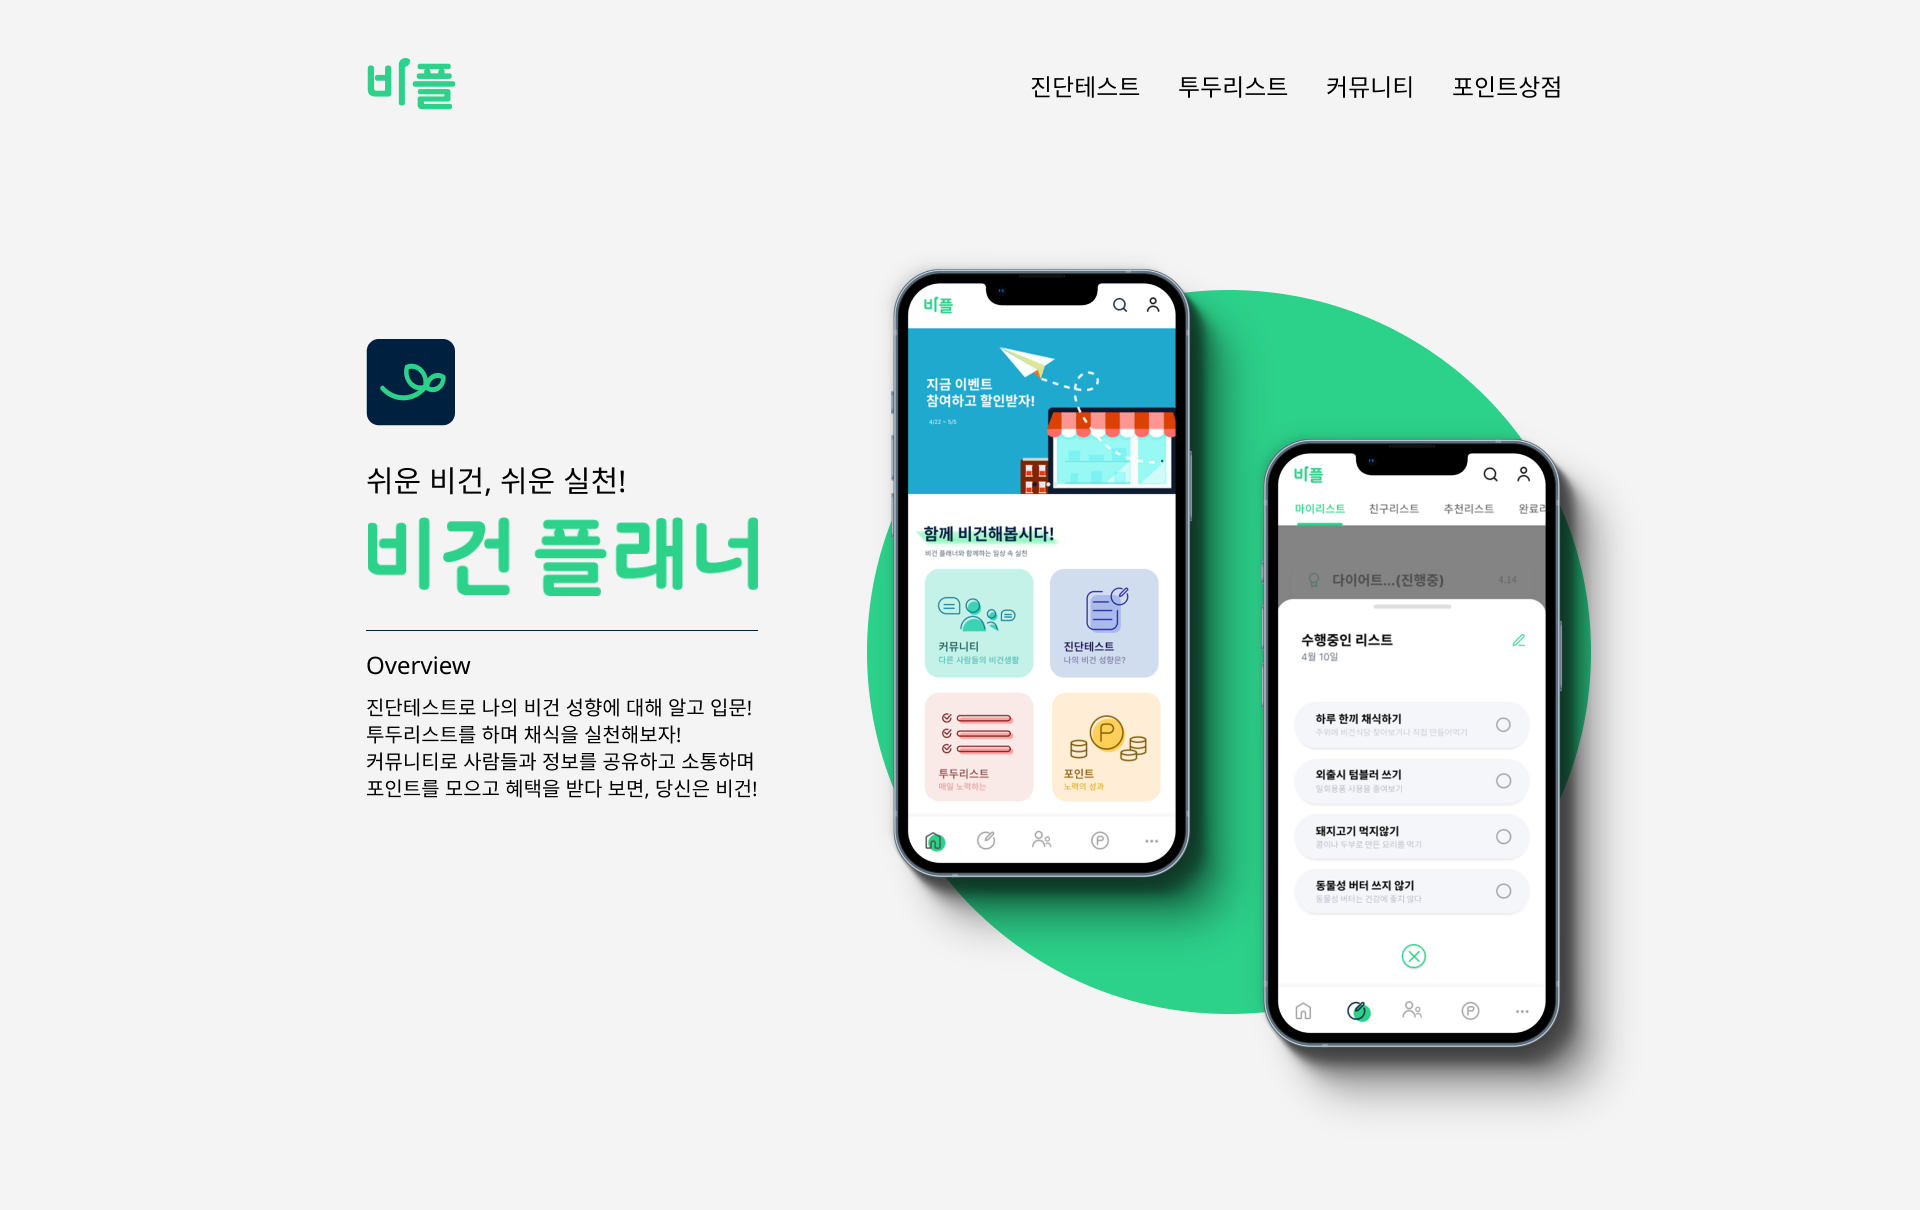 비플
진단테스트 투두리스트 커뮤니티 포인트상점
쉬운 비건, 쉬운 실천!
비건 플래너
Overview
진단테스트로 나의 비건 성향에 대해 알고 입문!
투두리스트를 하며 채식을 실천해보자!
커뮤니티로 사람들과 정보를 공유하고 소통하며
포인트를 모으고 혜택을 받다 보면, 당신은 비건!
비플
지금 이벤트
참여하고 할인받자!
4/22 ~ 5/5
함께 비건해봅시다!
비건 플래너와 함께하는 일상 속 실천
커뮤니티
다른 사람들의 비건생활
진단테스트
나의 비건 성향은?
투두리스트
매일 노력하는
포인트
노력의 성과
비플
마이리스트 친구리스트 추천리스트 완료리
다이어트...(진행중) 4.14
수행중인 리스트
4월 10일
하루 한끼 채식하기
주위에 비건식당 찾아보거나 직접 만들어먹기
외출시 텀블러 쓰기
일회용품 사용을 줄여보기
돼지고기 먹지않기
콩이나 두부로 만든 요리를 먹기
동물성 버터 쓰지 않기
동물성 버터는 건강에 좋지 않다